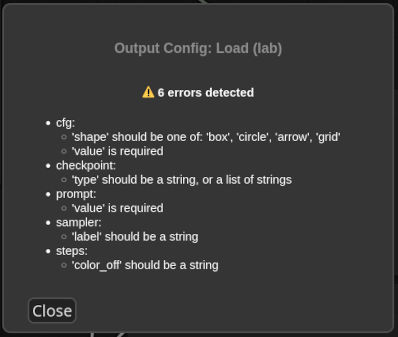 Output Config: Load (lab)
⚠ 6 errors detected
• cfg:
○ 'shape' should be one of: 'box', 'circle', 'arrow', 'grid'
○ 'value' is required
• checkpoint:
○ 'type' should be a string, or a list of strings
• prompt:
○ 'value' is required
• sampler:
○ 'label' should be a string
• steps:
○ 'color_off' should be a string
Close